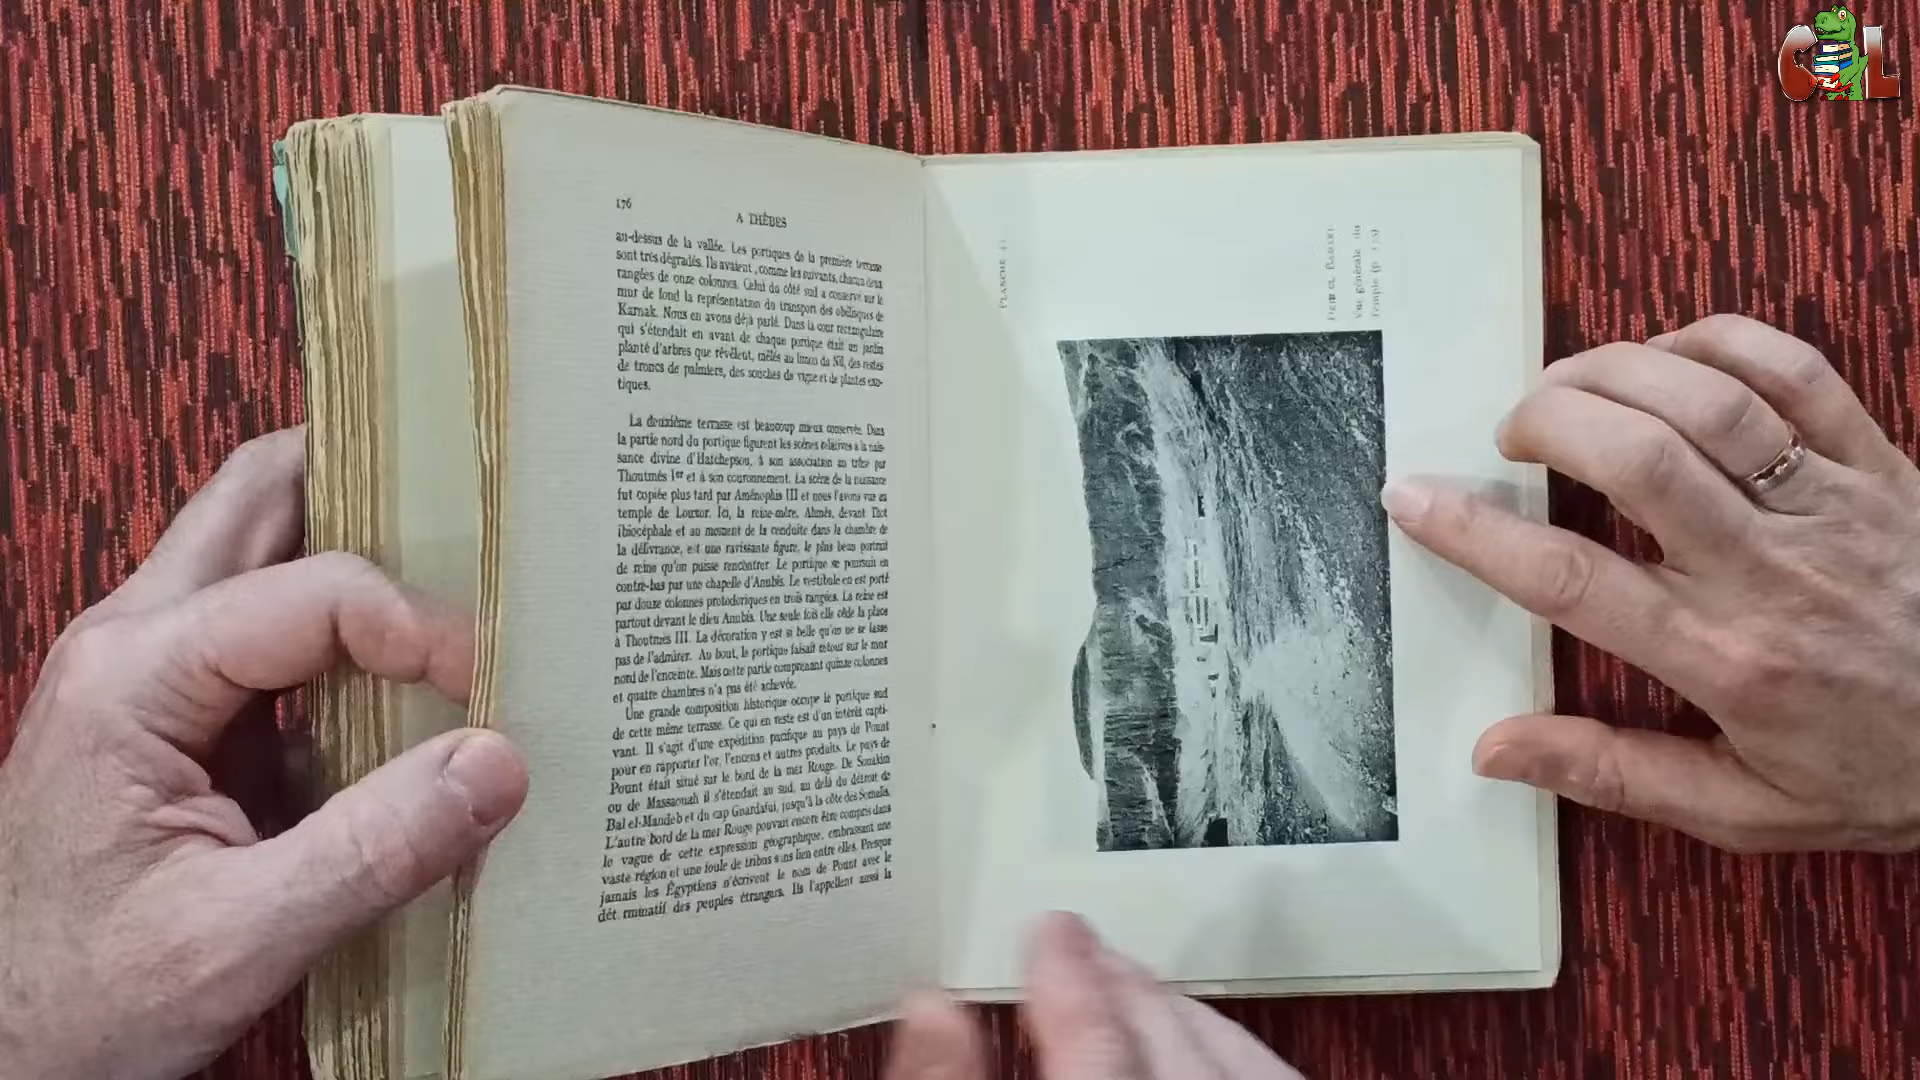 176
A THÈBES
au-dessus de la vallée. Les portiques de la première terrasse
sont très dégradés. Ils avaient, comme les suivants, chacun deux
rangées de onze colonnes. Celui du côté sud a conservé sur le
mur de fond la représentation du transport des obélisques de
Karnak. Nous en avons déjà parlé. Dans la cour rectangulaire
qui s'étendait en avant de chaque portique était un jardin
planté d'arbres que révèlent, mêlés au limon du Nil, des restes
de troncs de palmiers, des souches de vigne et de plantes exo-
tiques.
La deuxième terrasse est beaucoup mieux conservée. Dans
la partie nord du portique figurent les scènes relatives à la nais-
sance divine d'Hatchepsou, à son association au trône par
Thoutmès Ier et à son couronnement. La scène de la naissance
fut copiée plus tard par Aménophis III et nous l'avons vue au
temple de Louxor. Ici, la reine-mère, Ahmès, devant Thot
ibiocéphale et au moment de la conduite dans la chambre de
la délivrance, est une ravissante figure, le plus beau portrait
de reine qu'on puisse rencontrer. Le portique se poursuit en
contre-bas par une chapelle d'Anubis. Le vestibule en est porté
par douze colonnes protodoriques en trois rangées. La reine est
partout devant le dieu Anubis. Une seule fois elle cède la place
à Thoutmès III. La décoration y est si belle qu'on ne se lasse
pas de l'admirer. Au bout, le portique faisait retour sur le mur
nord de l'enceinte. Mais cette partie comprenant quinze colonnes
et quatre chambres n'a pas été achevée.
Une grande composition historique occupe le portique sud
de cette même terrasse. Ce qui en reste est d'un intérêt capti-
vant. Il s'agit d'une expédition pacifique au pays de Pount
pour en rapporter l'or, l'encens et autres produits. Le pays de
Pount était situé sur le bord de la mer Rouge. De Souakim
ou de Massaouah il s'étendait au sud, au delà du détroit de
Bal el-Mandeb et du cap Guardafui, jusqu'à la côte des Somalis.
L'autre bord de la mer Rouge pouvait encore être compris dans
le vague de cette expression géographique, embrassant une
vaste région et une foule de tribus sans lien entre elles. Presque
jamais les Égyptiens n'écrivent le nom de Pount avec le
dét rminatif des peuples étrangers. Ils l'appellent aussi la
PLANCHE
Vue générale du
temple